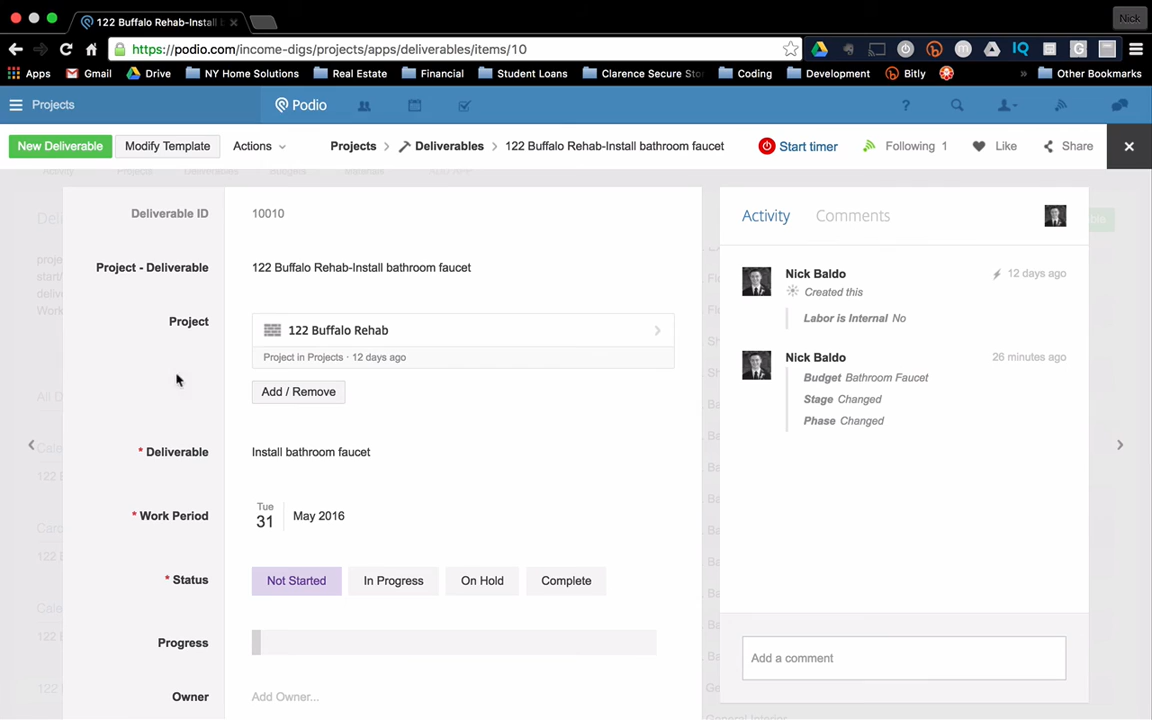 122 Buffalo Rehab-Install b
Nick
https://podio.com/income-digs/projects/apps/deliverables/items/10
Apps Gmail Drive NY Home Solutions Real Estate Financial Student Loans Clarence Secure Sto Coding Development Bitly » Other Bookmarks
Projects Podio ?
New Deliverable Modify Template Actions Projects Deliverables 122 Buffalo Rehab-Install bathroom faucet Start timer Following 1 Like Share
Deliverable ID 10010
Project - Deliverable 122 Buffalo Rehab-Install bathroom faucet
Project 122 Buffalo Rehab
Project in Projects · 12 days ago
Add / Remove
* Deliverable Install bathroom faucet
* Work Period Tue 31 May 2016
* Status Not Started In Progress On Hold Complete
Progress
Owner Add Owner...
Activity Comments
Nick Baldo 12 days ago
Created this
Labor is Internal No
Nick Baldo 26 minutes ago
Budget Bathroom Faucet
Stage Changed
Phase Changed
Add a comment